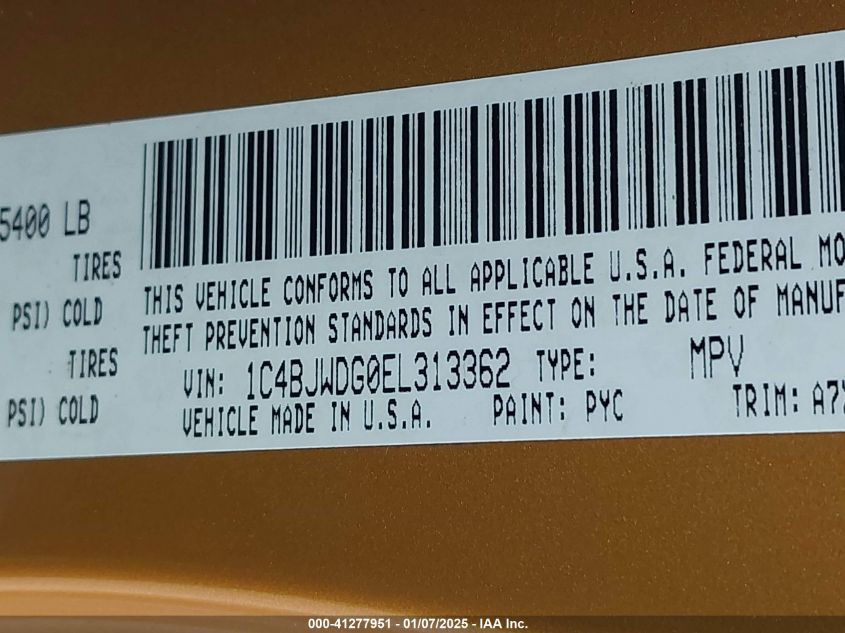 5400 LB
TIRES
PSI) COLD
TIRES
PSI) COLD
THIS VEHICLE CONFORMS TO ALL APPLICABLE U.S.A. FEDERAL MO
THEFT PREVENTION STANDARDS IN EFFECT ON THE DATE OF MANUF
VIN: 1C4BJWDG0EL313362 TYPE: MPV
VEHICLE MADE IN U.S.A. PAINT: PYC TRIM: A7
000-41277951 - 01/07/2025 - IAA Inc.